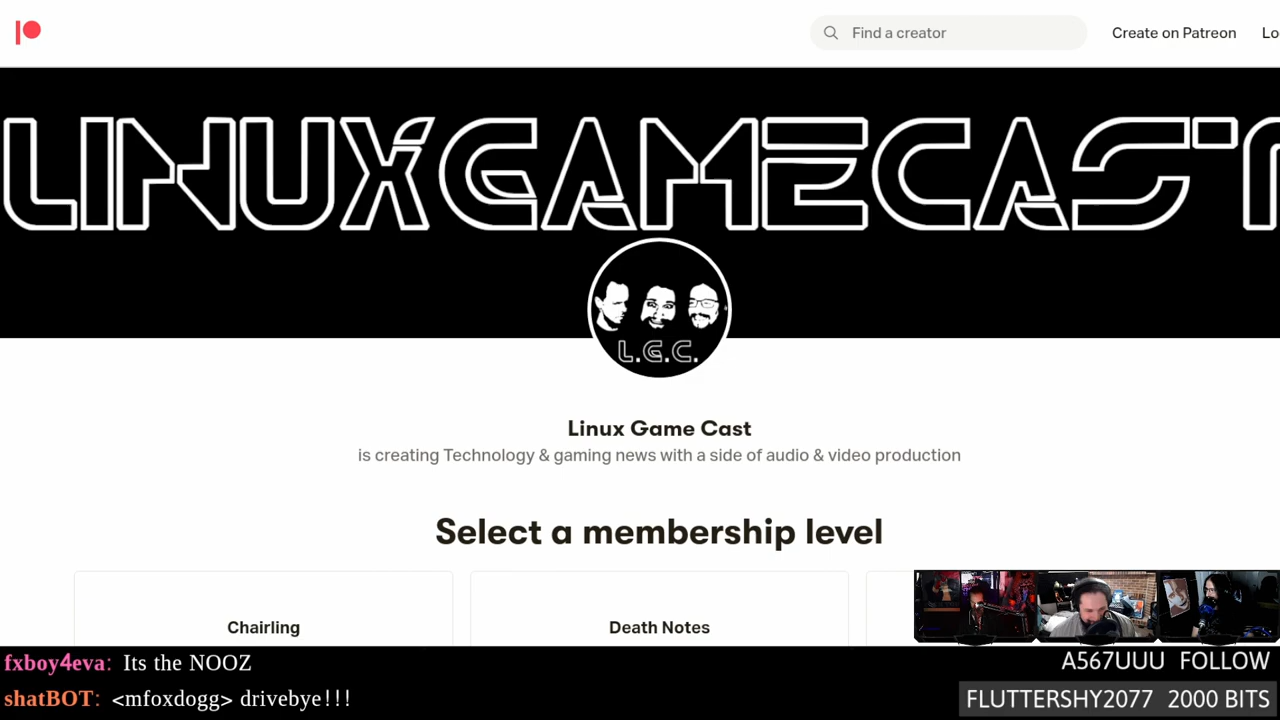 Find a creator
Create on Patreon
Lo
LINUXGAMECAST
L.G.C.
Linux Game Cast
is creating Technology & gaming news with a side of audio & video production
Select a membership level
Chairling
Death Notes
fxboy4eva: Its the NOOZ
A567UUU FOLLOW
shatBOT: <mfoxdogg> drivebye!!!
FLUTTERSHY2077 2000 BITS